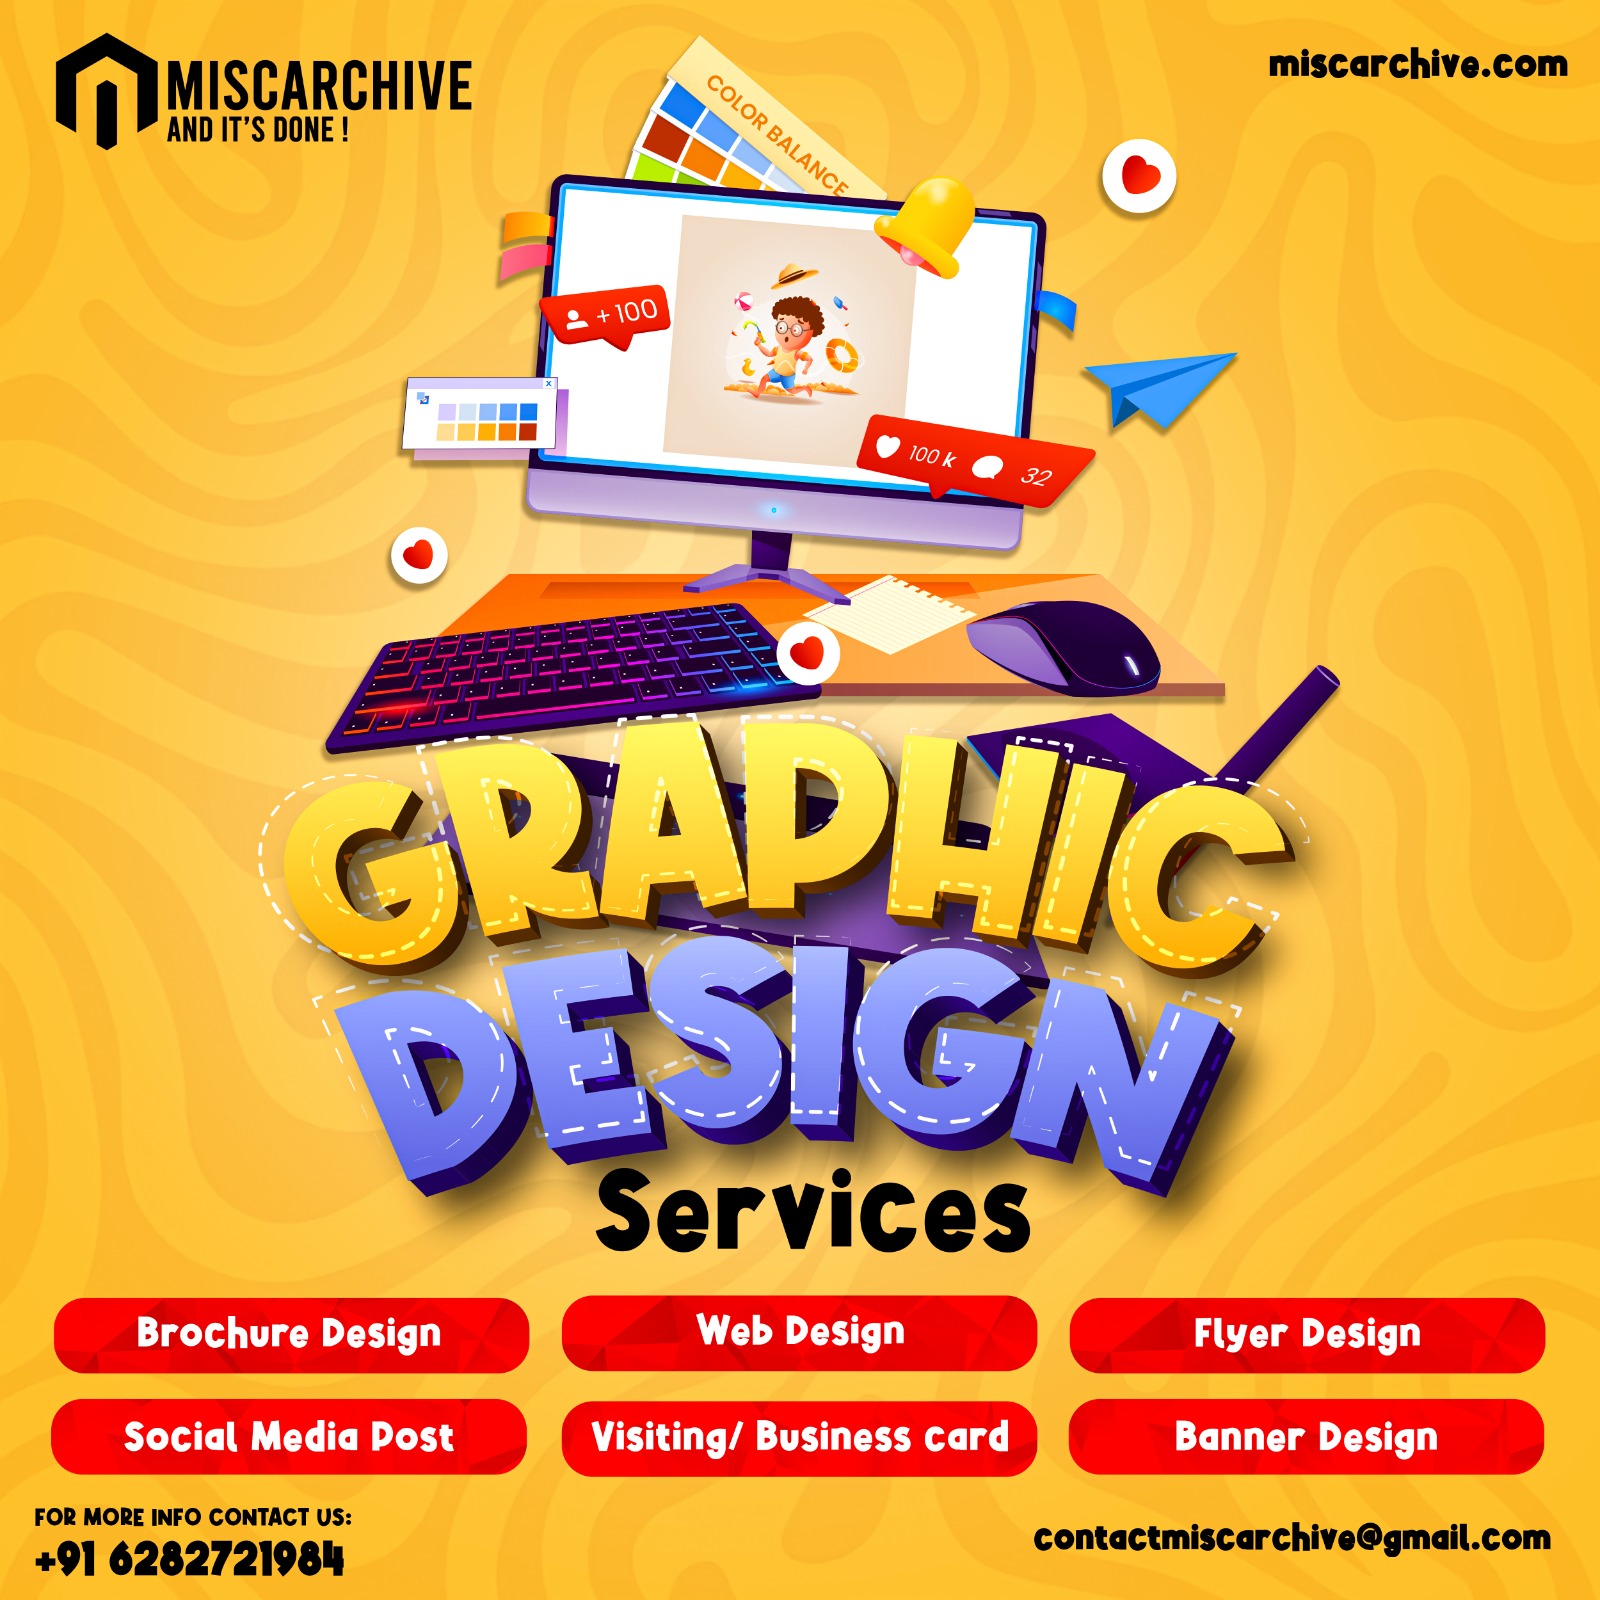 MISCARCHIVE
AND IT'S DONE !
miscarchive.com
COLOR BALANCE
+100
x
100 k 32
GRAPHIC
DESIGN
Services
Brochure Design
Web Design
Flyer Design
Social Media Post
Visiting/ Business card
Banner Design
FOR MORE INFO CONTACT US:
+91 6282721984
contactmiscarchive@gmail.com